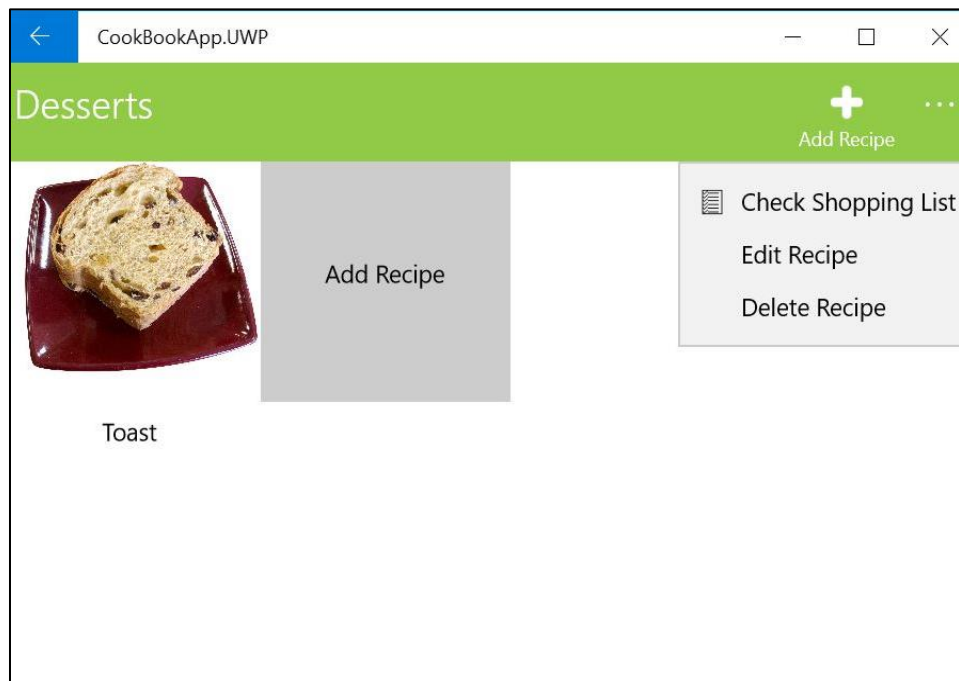 CookBookApp.UWP
Desserts
Add Recipe
Check Shopping List
Edit Recipe
Delete Recipe
Add Recipe
Toast